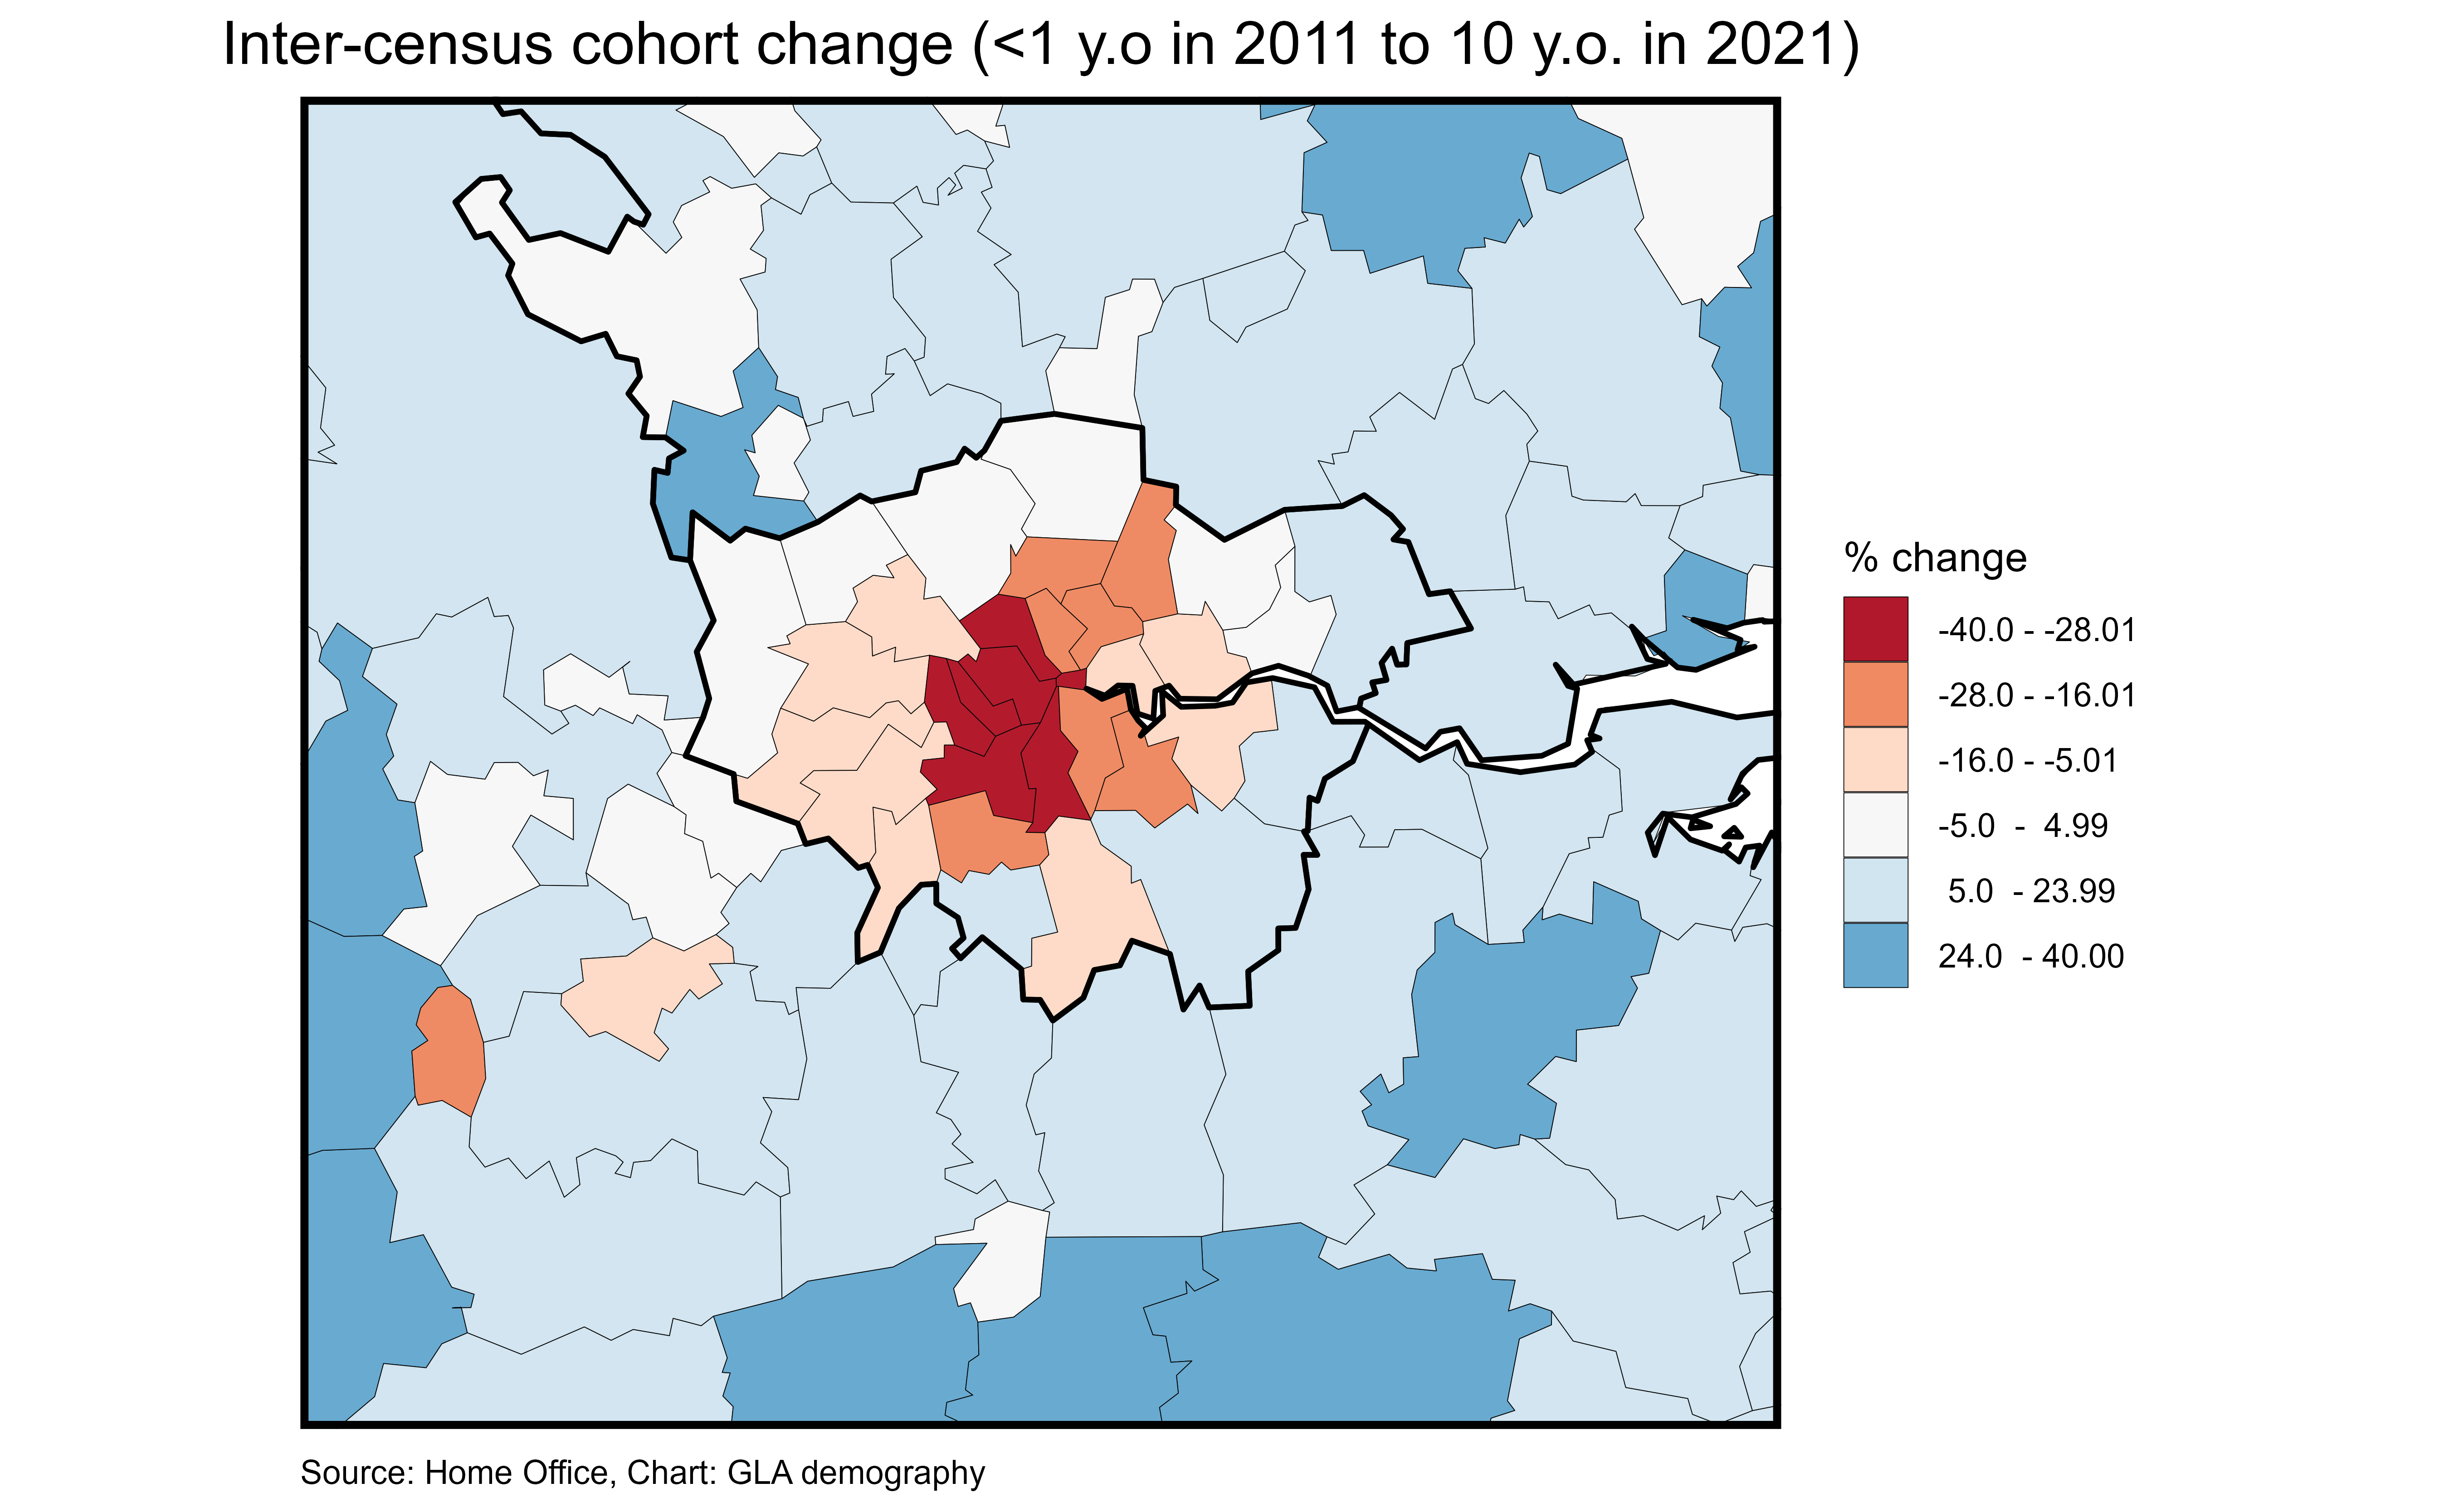 Inter-census cohort change (<1 y.o in 2011 to 10 y.o. in 2021)
% change
-40.0 - -28.01
-28.0 - -16.01
-16.0 - -5.01
-5.0 - 4.99
5.0 - 23.99
24.0 - 40.00
Source: Home Office, Chart: GLA demography